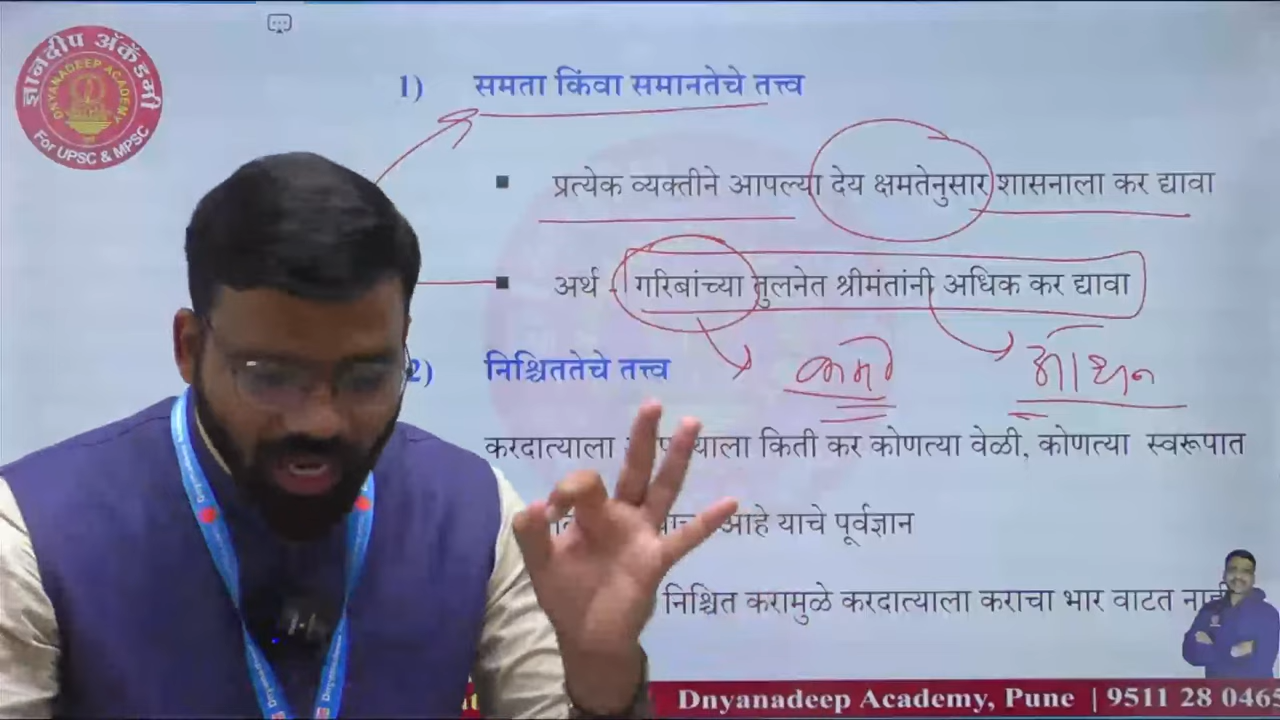 ज्ञानदीप अॅकॅडमी
DNYANADEEP ACADEMY
For UPSC & MPSC
1) समता किंवा समानतेचे तत्त्व
▪ प्रत्येक व्यक्तीने आपल्या देय क्षमतेनुसार शासनाला कर द्यावा
▪ अर्थ - गरिबांच्या तुलनेत श्रीमंतांनी अधिक कर द्यावा
कमी
2) निश्चिततेचे तत्त्व
करदात्याला किती कर कोणत्या वेळी, कोणत्या स्वरूपात
आहे याचे पूर्वज्ञान
निश्चित करामुळे करदात्याला कराचा भार वाटत नाही
Dnyanadeep Academy, Pune | 9511 28 0465